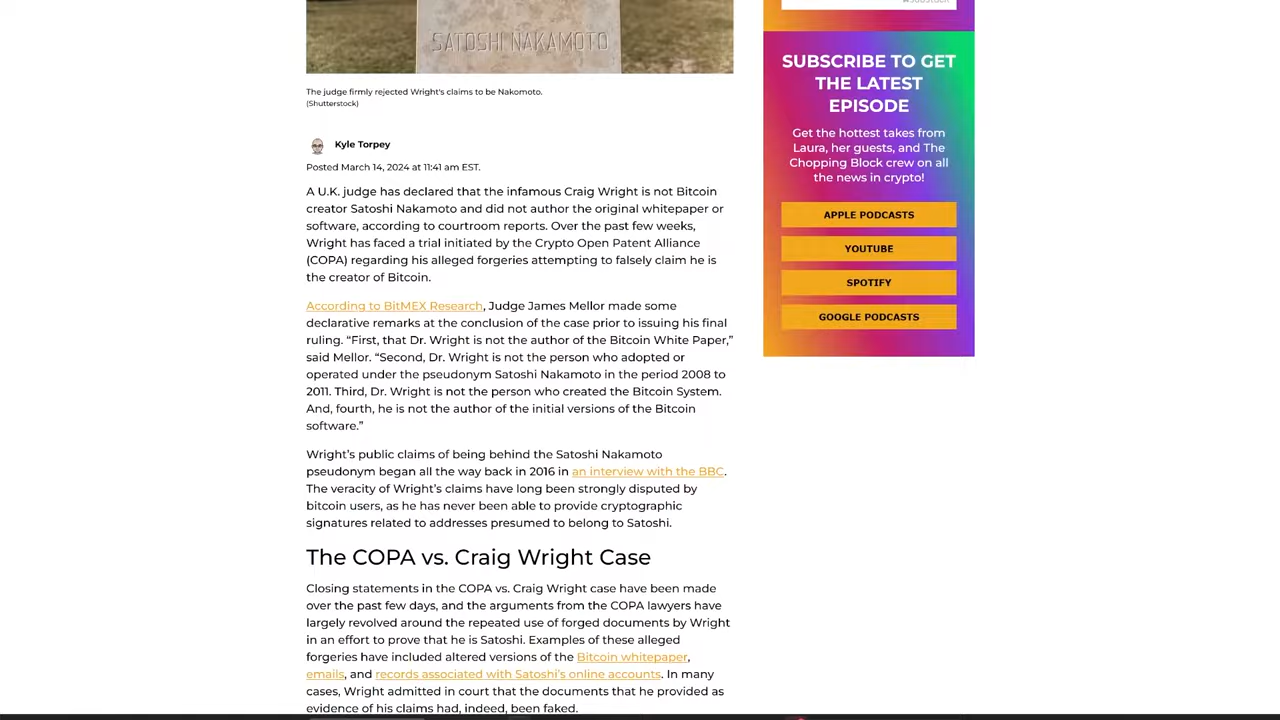 SATOSHI NAKAMOTO
The judge firmly rejected Wright's claims to be Nakomoto.
(Shutterstock)
Kyle Torpey
Posted March 14, 2024 at 11:41 am EST.
A U.K. judge has declared that the infamous Craig Wright is not Bitcoin
creator Satoshi Nakamoto and did not author the original whitepaper or
software, according to courtroom reports. Over the past few weeks,
Wright has faced a trial initiated by the Crypto Open Patent Alliance
(COPA) regarding his alleged forgeries attempting to falsely claim he is
the creator of Bitcoin.
According to BitMEX Research, Judge James Mellor made some
declarative remarks at the conclusion of the case prior to issuing his final
ruling. “First, that Dr. Wright is not the author of the Bitcoin White Paper,”
said Mellor. “Second, Dr. Wright is not the person who adopted or
operated under the pseudonym Satoshi Nakamoto in the period 2008 to
2011. Third, Dr. Wright is not the person who created the Bitcoin System.
And, fourth, he is not the author of the initial versions of the Bitcoin
software.”
Wright’s public claims of being behind the Satoshi Nakamoto
pseudonym began all the way back in 2016 in an interview with the BBC.
The veracity of Wright’s claims have long been strongly disputed by
bitcoin users, as he has never been able to provide cryptographic
signatures related to addresses presumed to belong to Satoshi.
The COPA vs. Craig Wright Case
Closing statements in the COPA vs. Craig Wright case have been made
over the past few days, and the arguments from the COPA lawyers have
largely revolved around the repeated use of forged documents by Wright
in an effort to prove that he is Satoshi. Examples of these alleged
forgeries have included altered versions of the Bitcoin whitepaper,
emails, and records associated with Satoshi’s online accounts. In many
cases, Wright admitted in court that the documents that he provided as
evidence of his claims had, indeed, been faked.
SUBSCRIBE TO GET
THE LATEST
EPISODE
Get the hottest takes from
Laura, her guests, and The
Chopping Block crew on all
the news in crypto!
APPLE PODCASTS
YOUTUBE
SPOTIFY
GOOGLE PODCASTS